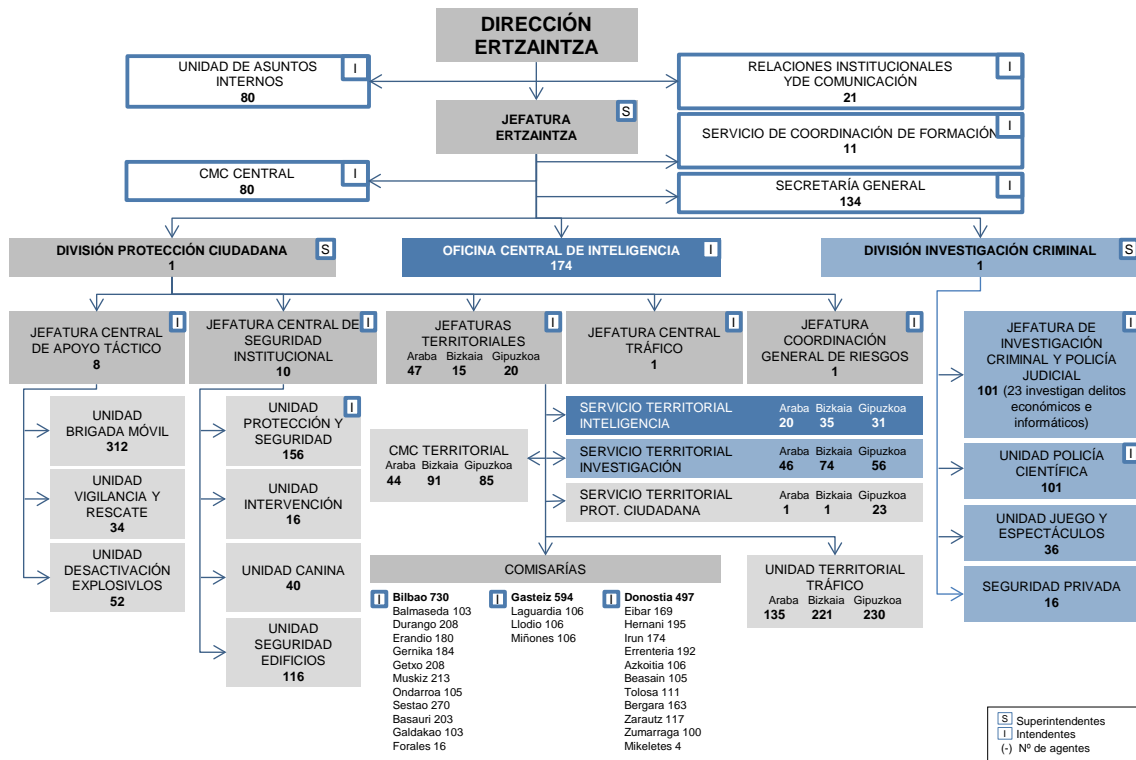 DIRECCIÓN
ERTZAINTZA
UNIDAD DE ASUNTOS
INTERNOS
80
I
RELACIONES INSTITUCIONALES
YDE COMUNICACIÓN
21
I
JEFATURA
ERTZAINTZA
S
SERVICIO DE COORDINACIÓN DE FORMACIÓN
11
I
CMC CENTRAL
80
I
SECRETARÍA GENERAL
134
I
DIVISIÓN PROTECCIÓN CIUDADANA
1
S
OFICINA CENTRAL DE INTELIGENCIA
174
I
DIVISIÓN INVESTIGACIÓN CRIMINAL
1
S
JEFATURA CENTRAL
DE APOYO TÁCTICO
8
I
JEFATURA CENTRAL DE
SEGURIDAD
INSTITUCIONAL
10
I
JEFATURAS
TERRITORIALES
Araba Bizkaia Gipuzkoa
47 15 20
I
JEFATURA CENTRAL
TRÁFICO
1
I
JEFATURA
COORDINACIÓN
GENERAL DE RIESGOS
1
I
JEFATURA DE
INVESTIGACIÓN
CRIMINAL Y POLICÍA
JUDICIAL
101 (23 investigan delitos
económicos e
informáticos)
I
UNIDAD
BRIGADA MÓVIL
312
UNIDAD
VIGILANCIA Y
RESCATE
34
UNIDAD
DESACTIVACIÓN
EXPLOSIVLOS
52
UNIDAD
PROTECCIÓN Y
SEGURIDAD
156
I
UNIDAD
INTERVENCIÓN
16
UNIDAD CANINA
40
UNIDAD
SEGURIDAD
EDIFICIOS
116
CMC TERRITORIAL
Araba Bizkaia Gipuzkoa
44 91 85
SERVICIO TERRITORIAL
INTELIGENCIA
Araba Bizkaia Gipuzkoa
20 35 31
SERVICIO TERRITORIAL
INVESTIGACIÓN
Araba Bizkaia Gipuzkoa
46 74 56
SERVICIO TERRITORIAL
PROT. CIUDADANA
Araba Bizkaia Gipuzkoa
1 1 23
UNIDAD POLICÍA
CIENTÍFICA
101
I
UNIDAD JUEGO Y
ESPECTÁCULOS
36
SEGURIDAD PRIVADA
16
COMISARÍAS
UNIDAD TERRITORIAL
TRÁFICO
Araba Bizkaia Gipuzkoa
135 221 230
I Bilbao 730
Balmaseda 103
Durango 208
Erandio 180
Gernika 184
Getxo 208
Muskiz 213
Ondarroa 105
Sestao 270
Basauri 203
Galdakao 103
Forales 16
I Gasteiz 594
Laguardia 106
Llodio 106
Miñones 106
I Donostia 497
Eibar 169
Hernani 195
Irun 174
Errenteria 192
Azkoitia 106
Beasain 105
Tolosa 111
Bergara 163
Zarautz 117
Zumarraga 100
Mikeletes 4
S Superintendentes
I Intendentes
(-) Nº de agentes